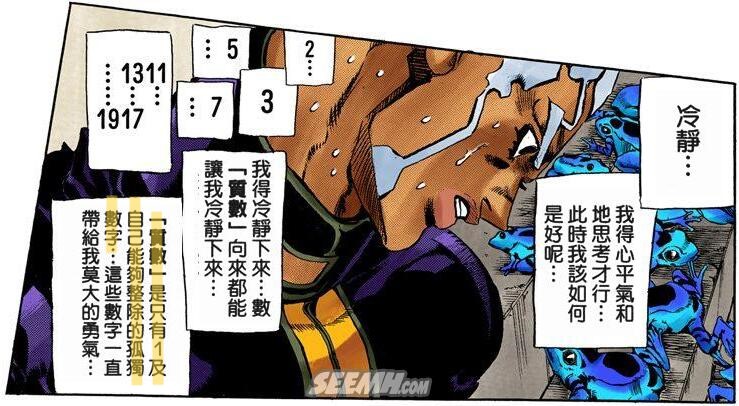 冷靜…
我得心平氣和
地思考才行…
此時我該如何
是好呢…
2…
3
5…
7…
11
13…
17…
19…
我得冷靜下來…數
「質數」向來都能
讓我冷靜下來…
「質數」是只有1及
自己能夠整除的孤獨
數字…這些數字一直
帶給我莫大的勇氣…
SEEMH.COM